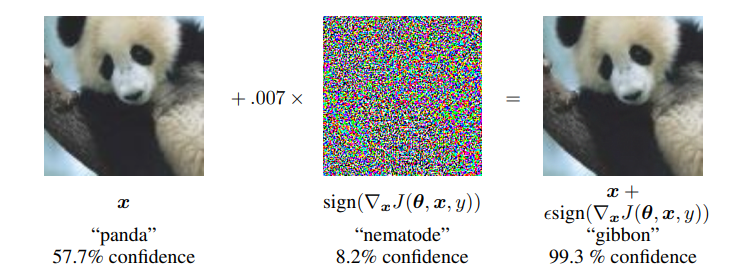 + .007 ×
=
x
sign(∇ₓJ(θ, x, y))
x +
ϵsign(∇ₓJ(θ, x, y))
“panda”
“nematode”
“gibbon”
57.7% confidence
8.2% confidence
99.3 % confidence